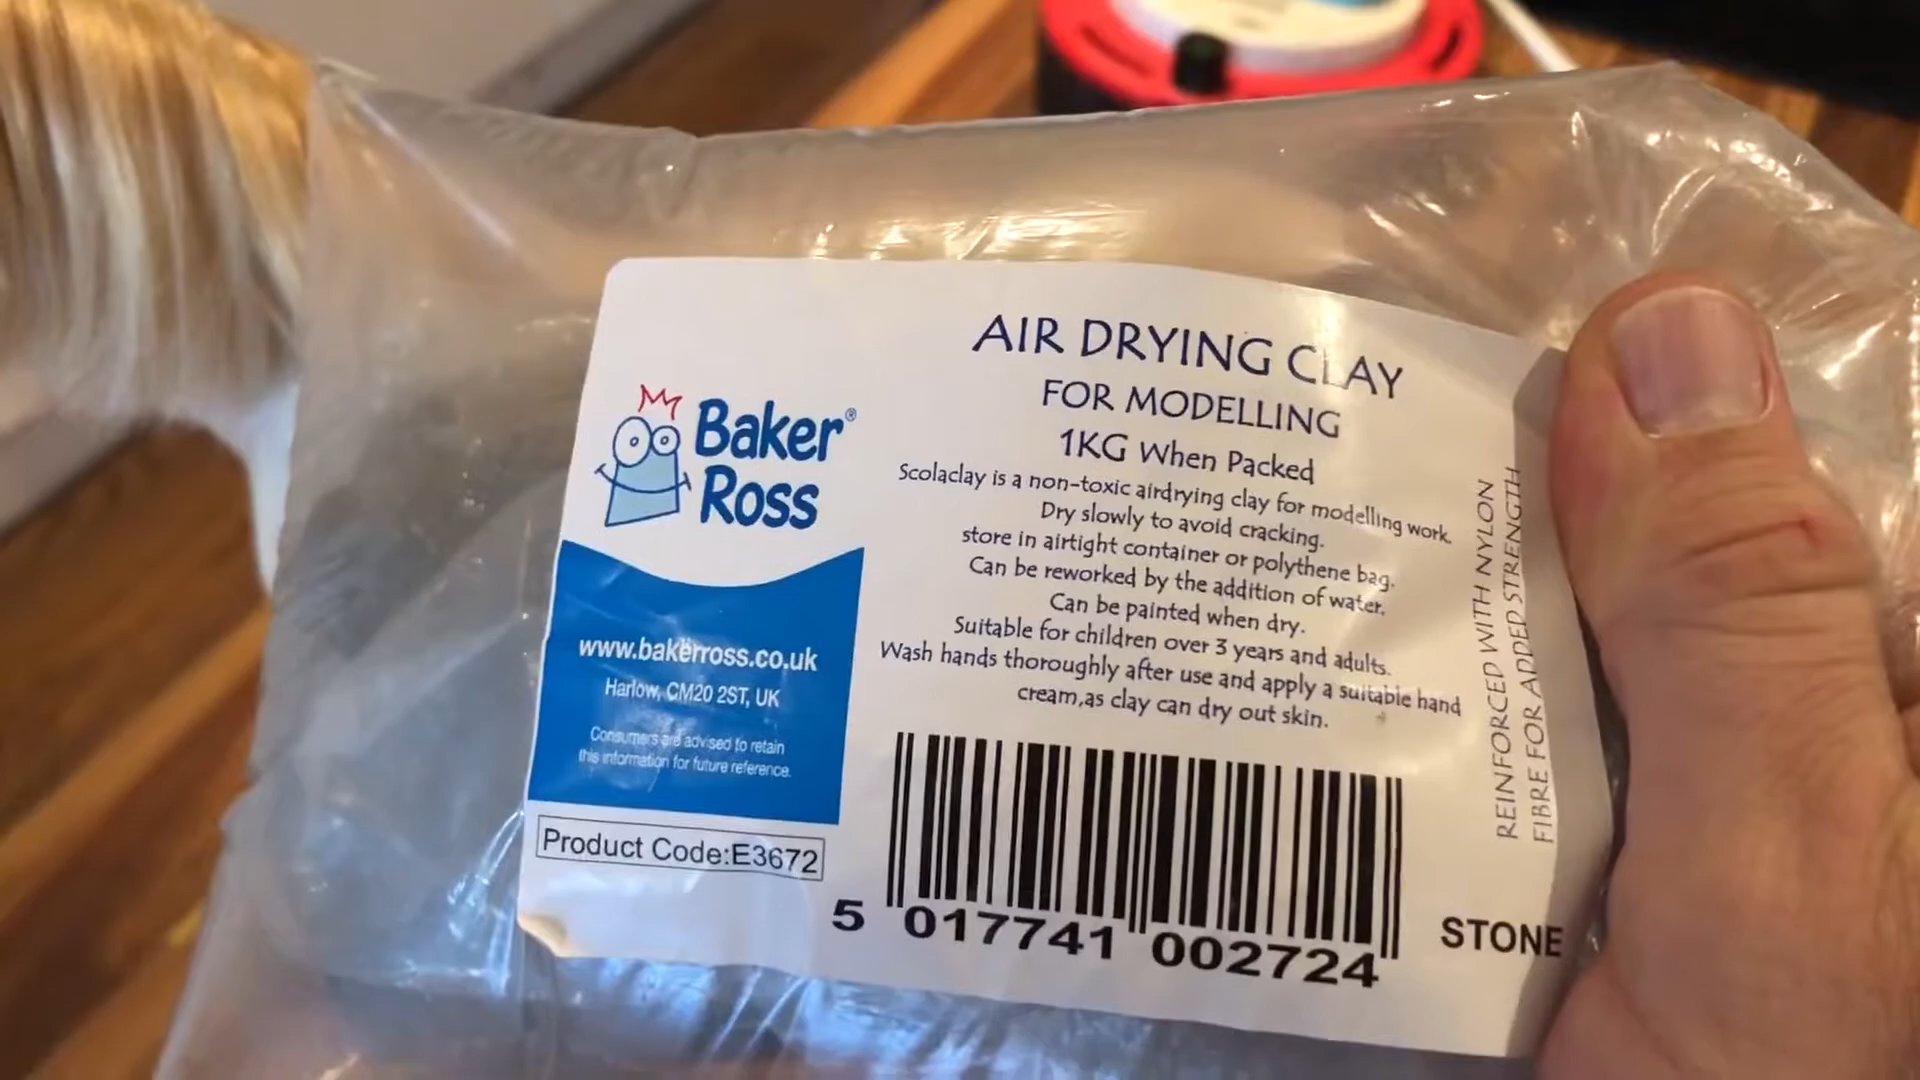 AIR DRYING CLAY
FOR MODELLING
1KG When Packed
Scolaclay is a non-toxic airdrying clay for modelling work.
Dry slowly to avoid cracking.
store in airtight container or polythene bag.
Can be reworked by the addition of water.
Can be painted when dry.
Suitable for children over 3 years and adults.
Wash hands thoroughly after use and apply a suitable hand
cream,as clay can dry out skin.
REINFORCED WITH NYLON
FIBRE FOR ADDED STRENGTH
Baker®
Ross
www.bakerross.co.uk
Harlow, CM20 2ST, UK
Consumers are advised to retain
this information for future reference.
Product Code:E3672
5 017741 002724
STONE